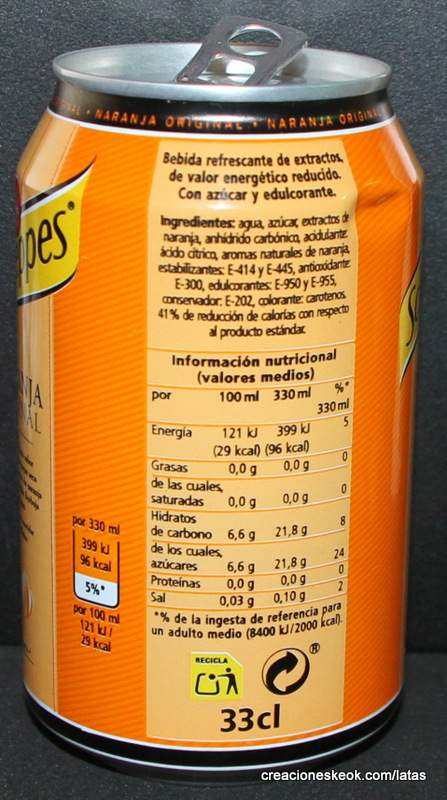 NARANJA ORIGINAL • NARANJA ORIGINAL
ppes®
NJA
Bebida refrescante de extractos,
de valor energético reducido.
Con azúcar y edulcorante.
Ingredientes: agua, azúcar, extractos de
naranja, anhídrido carbónico, acidulante:
ácido cítrico, aromas naturales de naranja,
estabilizantes: E-414 y E-445, antioxidante:
E-300, edulcorantes: E-950 y E-955,
conservador: E-202, colorante: carotenos.
41% de reducción de calorías con respecto
al producto estándar.
Información nutricional
(valores medios)
por 100 ml 330 ml %*
330 ml
Energía 121 kJ 399 kJ 5
(29 kcal) (96 kcal)
Grasas 0,0 g 0,0 g 0
de las cuales,
saturadas 0,0 g 0,0 g 0
Hidratos
de carbono 6,6 g 21,8 g 8
de los cuales,
azúcares 6,6 g 21,8 g 24
Proteínas 0,0 g 0,0 g 0
Sal 0,03 g 0,10 g 2
*% de la ingesta de referencia para
un adulto medio (8400 kJ/2000 kcal).
por 330 ml
399 kJ
96 kcal
5%*
por 100 ml
121 kJ /
29 kcal
RECICLA
®
33cl
creacioneskeok.com/latas